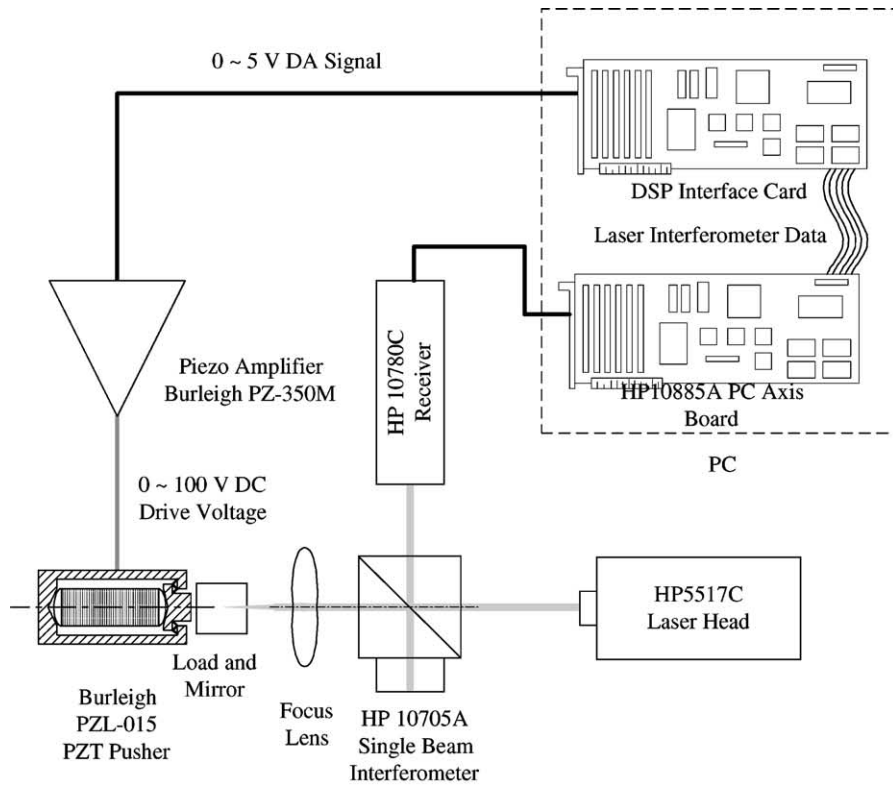 0 ~ 5 V DA Signal
DSP Interface Card
Laser Interferometer Data
HP10885A PC Axis
Board
PC
Piezo Amplifier
Burleigh PZ-350M
HP 10780C
Receiver
0 ~ 100 V DC
Drive Voltage
HP5517C
Laser Head
Load and
Mirror
Burleigh
PZL-015
PZT Pusher
Focus
Lens
HP 10705A
Single Beam
Interferometer